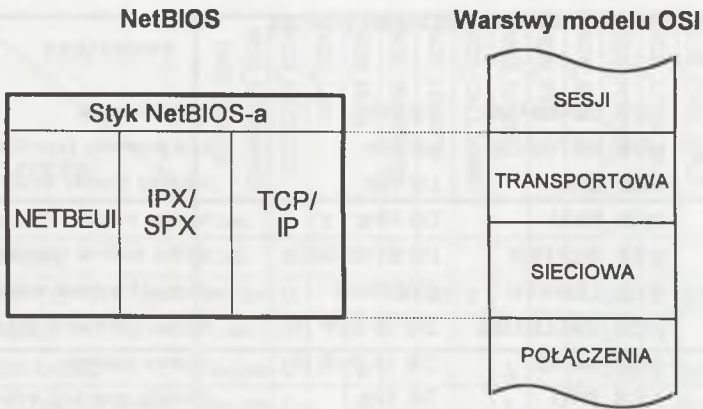 NetBIOS
Warstwy modelu OSI
Styk NetBIOS-a
NETBEUI
IPX/
SPX
TCP/
IP
SESJI
TRANSPORTOWA
SIECIOWA
POŁĄCZENIA